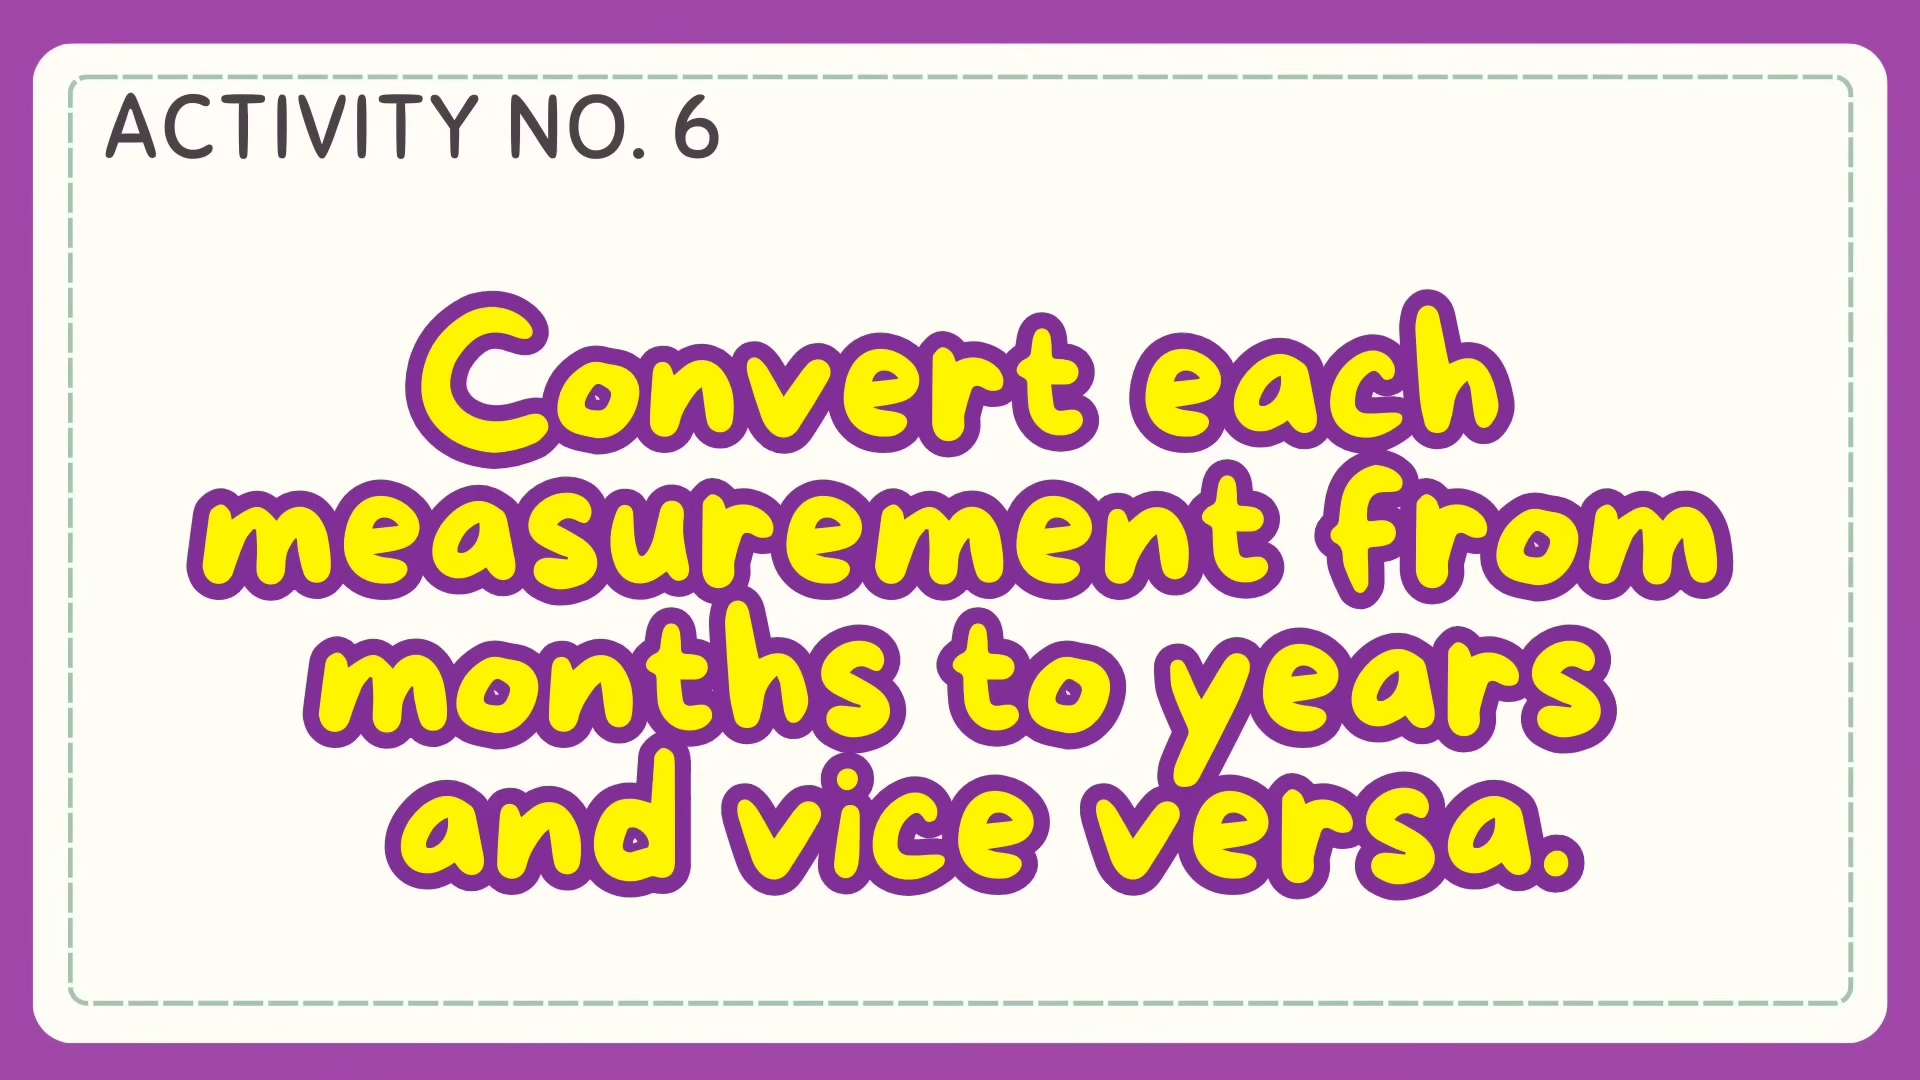 ACTIVITY NO. 6
Convert each
measurement from
months to years
and vice versa.